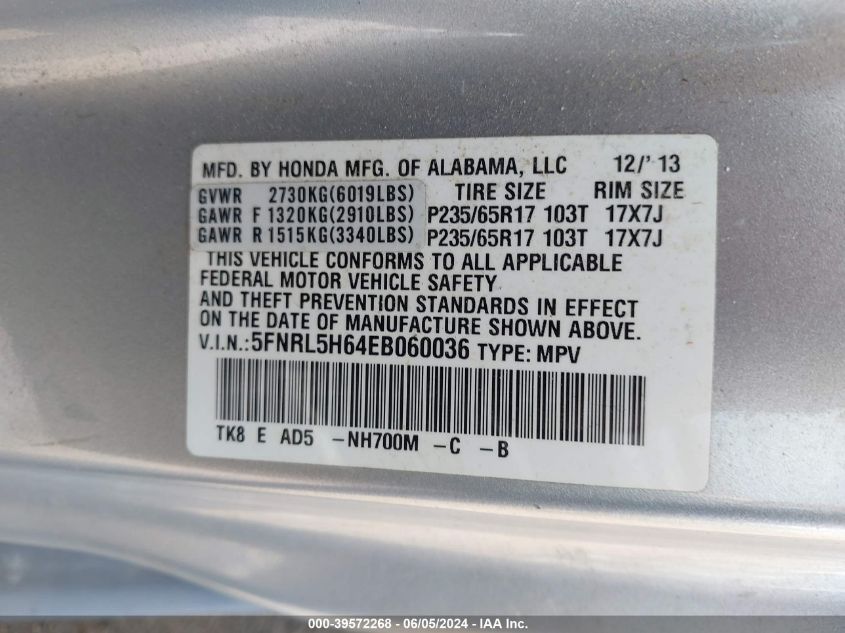 MFD. BY HONDA MFG. OF ALABAMA, LLC 12/'13
GVWR 2730KG(6019LBS) TIRE SIZE RIM SIZE
GAWR F 1320KG(2910LBS) P235/65R17 103T 17X7J
GAWR R 1515KG(3340LBS) P235/65R17 103T 17X7J
THIS VEHICLE CONFORMS TO ALL APPLICABLE
FEDERAL MOTOR VEHICLE SAFETY
AND THEFT PREVENTION STANDARDS IN EFFECT
ON THE DATE OF MANUFACTURE SHOWN ABOVE.
V.I.N.:5FNRL5H64EB060036 TYPE: MPV
TK8 E AD5 -NH700M -C -B
000-39572268 - 06/05/2024 - IAA Inc.